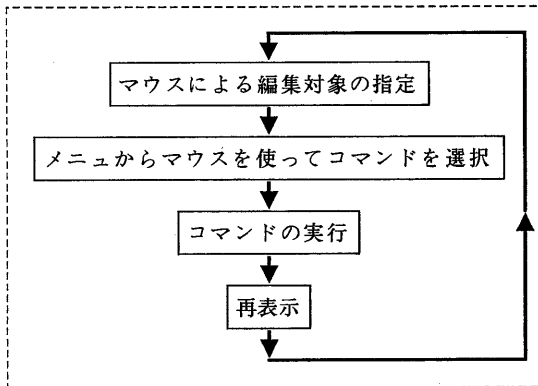 マウスによる編集対象の指定
メニュからマウスを使ってコマンドを選択
コマンドの実行
再表示